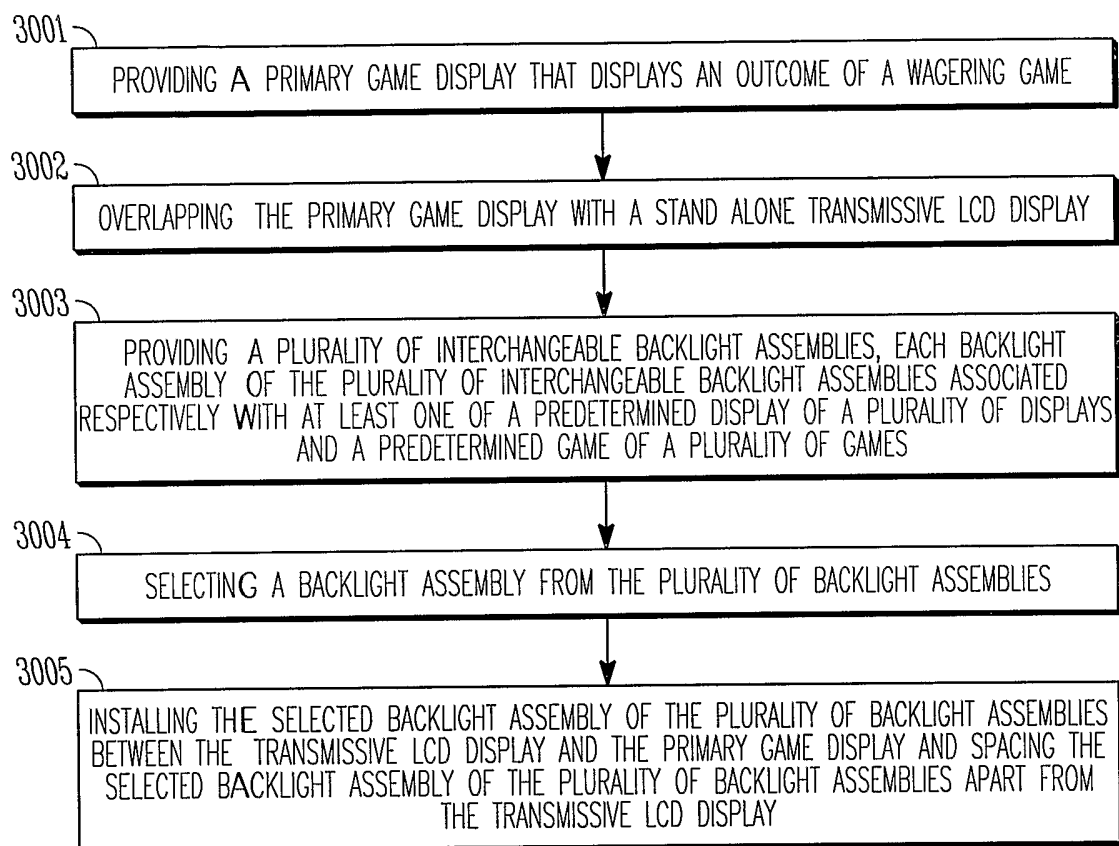 3001
PROVIDING A PRIMARY GAME DISPLAY THAT DISPLAYS AN OUTCOME OF A WAGERING GAME
3002
OVERLAPPING THE PRIMARY GAME DISPLAY WITH A STAND ALONE TRANSMISSIVE LCD DISPLAY
3003
PROVIDING A PLURALITY OF INTERCHANGEABLE BACKLIGHT ASSEMBLIES, EACH BACKLIGHT
ASSEMBLY OF THE PLURALITY OF INTERCHANGEABLE BACKLIGHT ASSEMBLIES ASSOCIATED
RESPECTIVELY WITH AT LEAST ONE OF A PREDETERMINED DISPLAY OF A PLURALITY OF DISPLAYS
AND A PREDETERMINED GAME OF A PLURALITY OF GAMES
3004
SELECTING A BACKLIGHT ASSEMBLY FROM THE PLURALITY OF BACKLIGHT ASSEMBLIES
3005
INSTALLING THE SELECTED BACKLIGHT ASSEMBLY OF THE PLURALITY OF BACKLIGHT ASSEMBLIES
BETWEEN THE TRANSMISSIVE LCD DISPLAY AND THE PRIMARY GAME DISPLAY AND SPACING THE
SELECTED BACKLIGHT ASSEMBLY OF THE PLURALITY OF BACKLIGHT ASSEMBLIES APART FROM
THE TRANSMISSIVE LCD DISPLAY